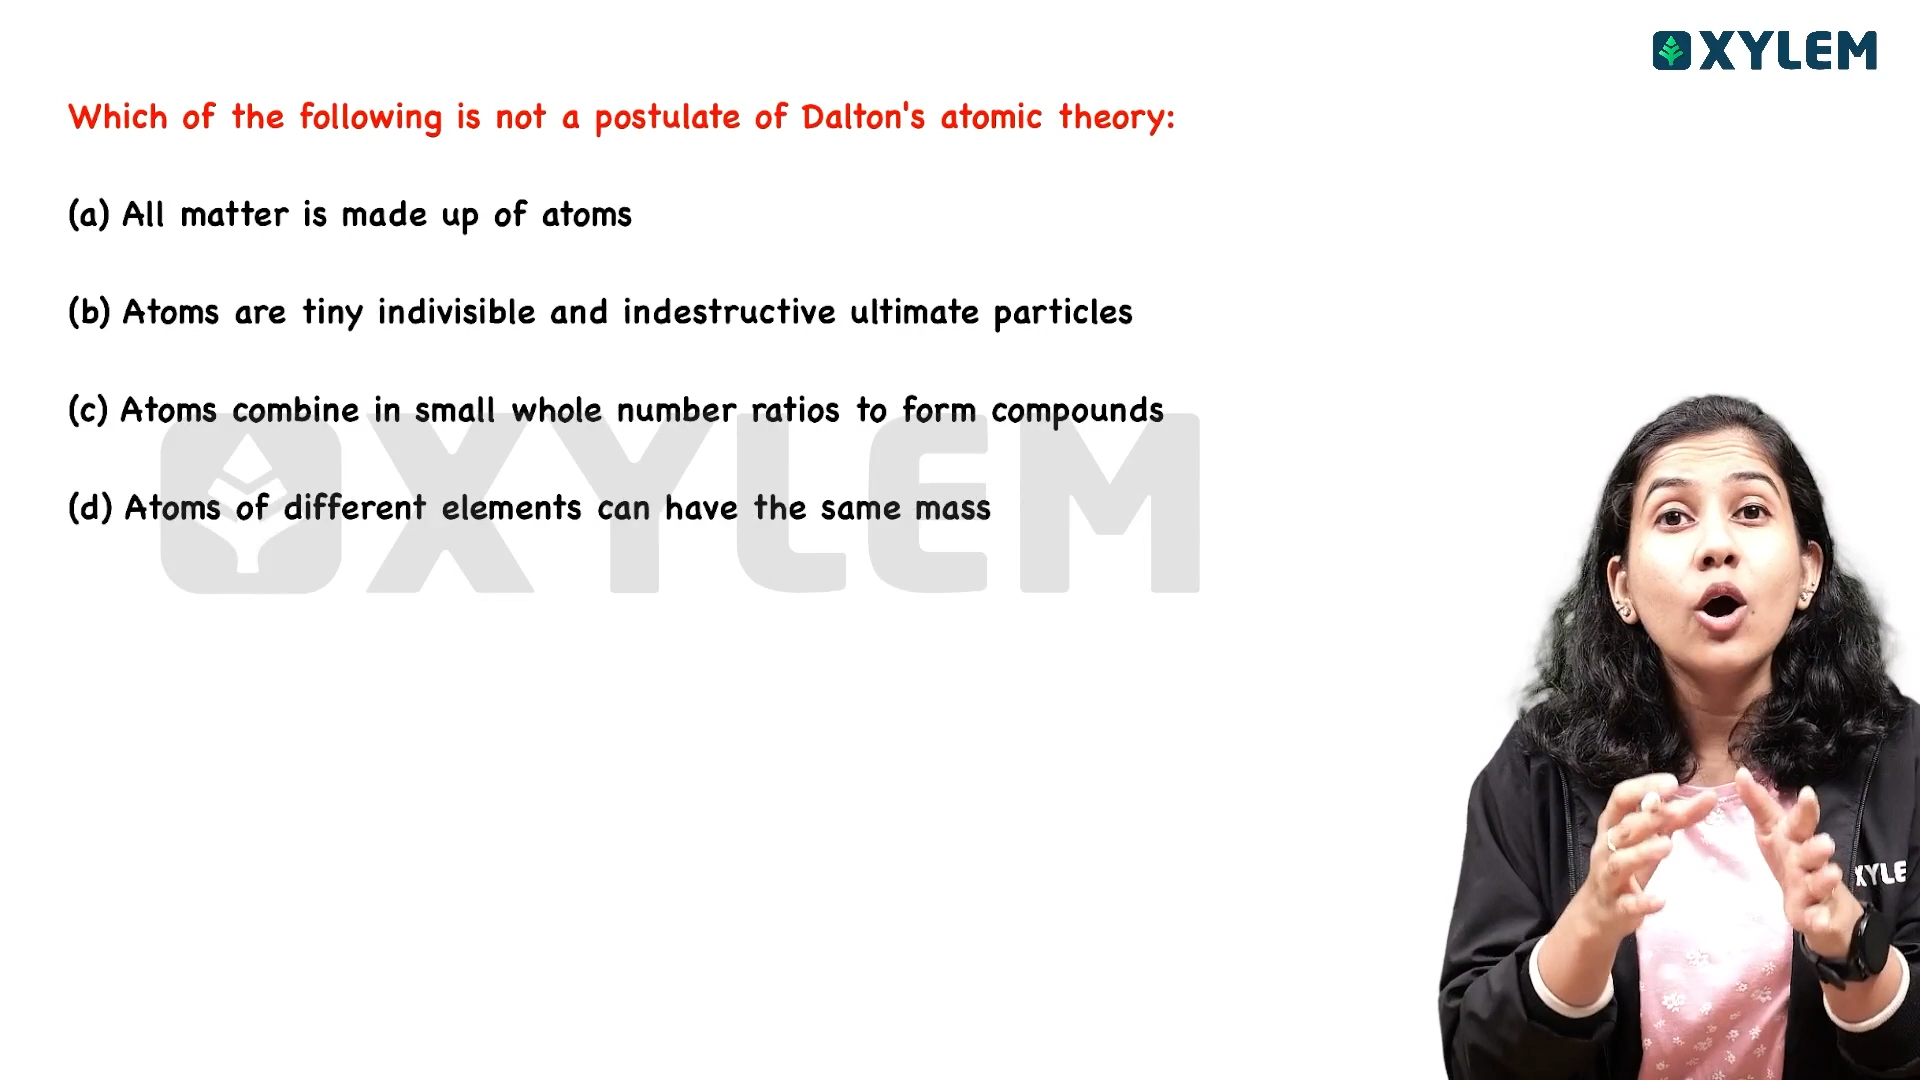 XYLEM
Which of the following is not a postulate of Dalton's atomic theory:
(a) All matter is made up of atoms
(b) Atoms are tiny indivisible and indestructive ultimate particles
(c) Atoms combine in small whole number ratios to form compounds
(d) Atoms of different elements can have the same mass
XYLEM
XYLE